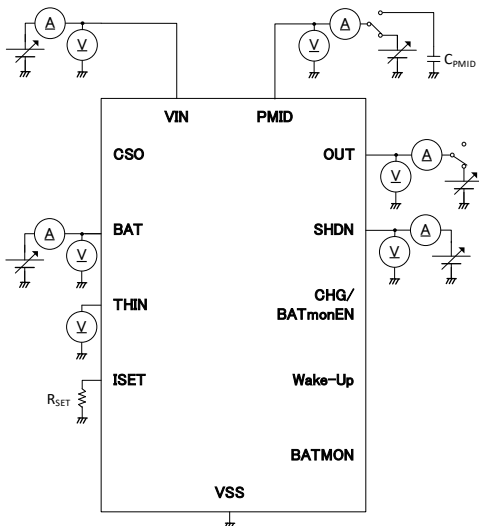 A
V
V
A
C_PMID
VIN
PMID
CSO
OUT
A
V
BAT
A
V
SHDN
A
V
THIN
V
CHG/
BATmonEN
ISET
R_SET
Wake-Up
BATMON
VSS